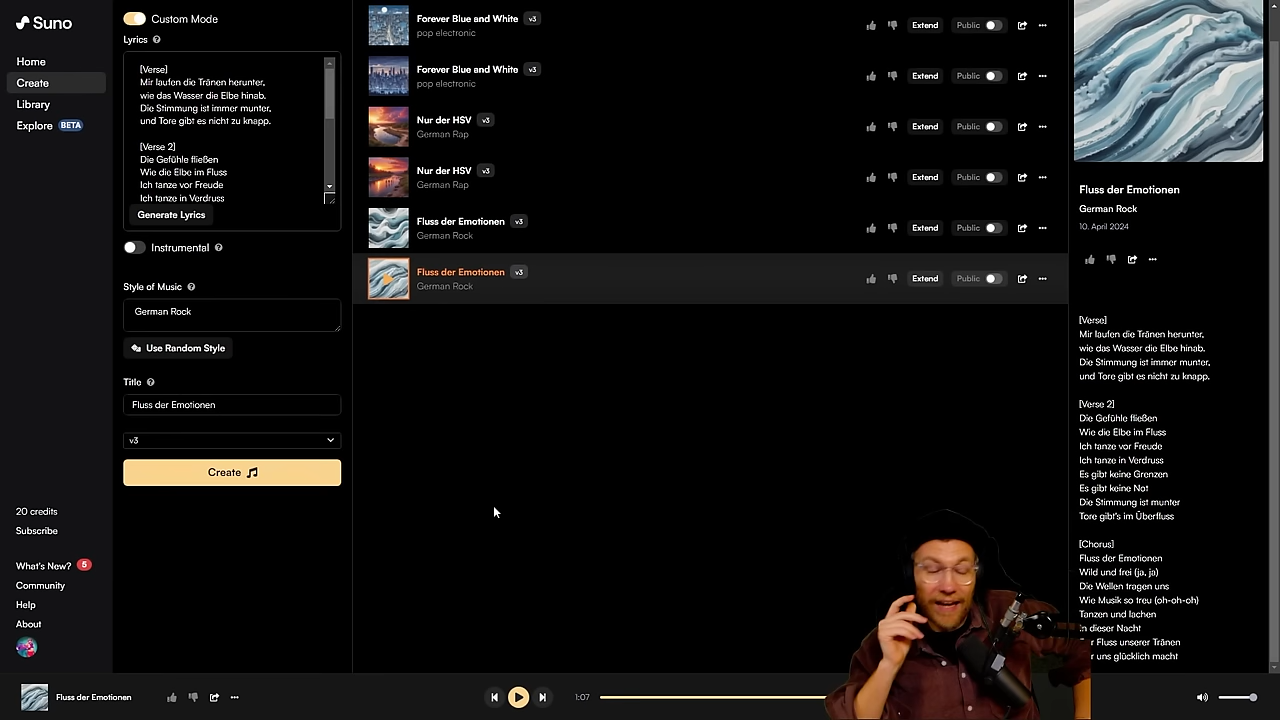 Suno
Home
Create
Library
Explore BETA
20 credits
Subscribe
What's New? 5
Community
Help
About
Custom Mode
Lyrics
[Verse]
Mir laufen die Tränen herunter,
wie das Wasser die Elbe hinab.
Die Stimmung ist immer munter,
und Tore gibt es nicht zu knapp.
[Verse 2]
Die Gefühle fließen
Wie die Elbe im Fluss
Ich tanze vor Freude
Ich tanze in Verdruss
Generate Lyrics
Instrumental
Style of Music
German Rock
Use Random Style
Title
Fluss der Emotionen
v3
Create
Forever Blue and White v3
pop electronic
Extend Public
Forever Blue and White v3
pop electronic
Extend Public
Nur der HSV v3
German Rap
Extend Public
Nur der HSV v3
German Rap
Extend Public
Fluss der Emotionen v3
German Rock
Extend Public
Fluss der Emotionen v3
German Rock
Extend Public
Fluss der Emotionen
German Rock
10. April 2024
[Verse]
Mir laufen die Tränen herunter,
wie das Wasser die Elbe hinab.
Die Stimmung ist immer munter,
und Tore gibt es nicht zu knapp.
[Verse 2]
Die Gefühle fließen
Wie die Elbe im Fluss
Ich tanze vor Freude
Ich tanze in Verdruss
Es gibt keine Grenzen
Es gibt keine Not
Die Stimmung ist munter
Tore gibt's im Überfluss
[Chorus]
Fluss der Emotionen
Wild und frei (ja, ja)
Die Wellen tragen uns
Wie Musik so treu (oh-oh-oh)
Tanzen und lachen
In dieser Nacht
Fluss unserer Tränen
uns glücklich macht
Fluss der Emotionen
1:07